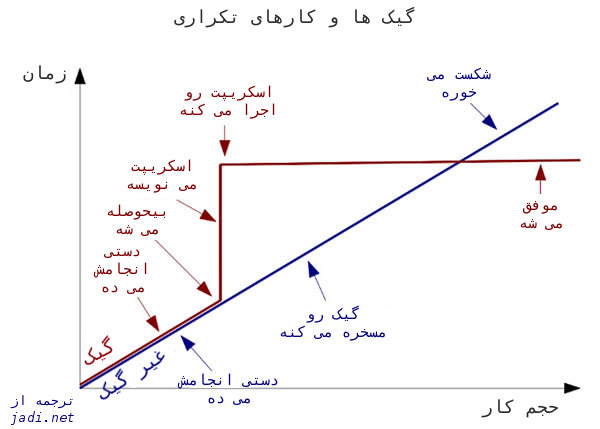 گیک ها و کارهای تکراری
زمان
شکست می
خوره
اسکریپت رو
اجرا می کنه
اسکریپت
می نویسه
بیحوصله
می شه
دستی
انجامش
می ده
موفق
می شه
گیک رو
مسخره می کنه
گیک
غیر گیک
دستی انجامش
می ده
حجم کار
ترجمه از
jadi.net